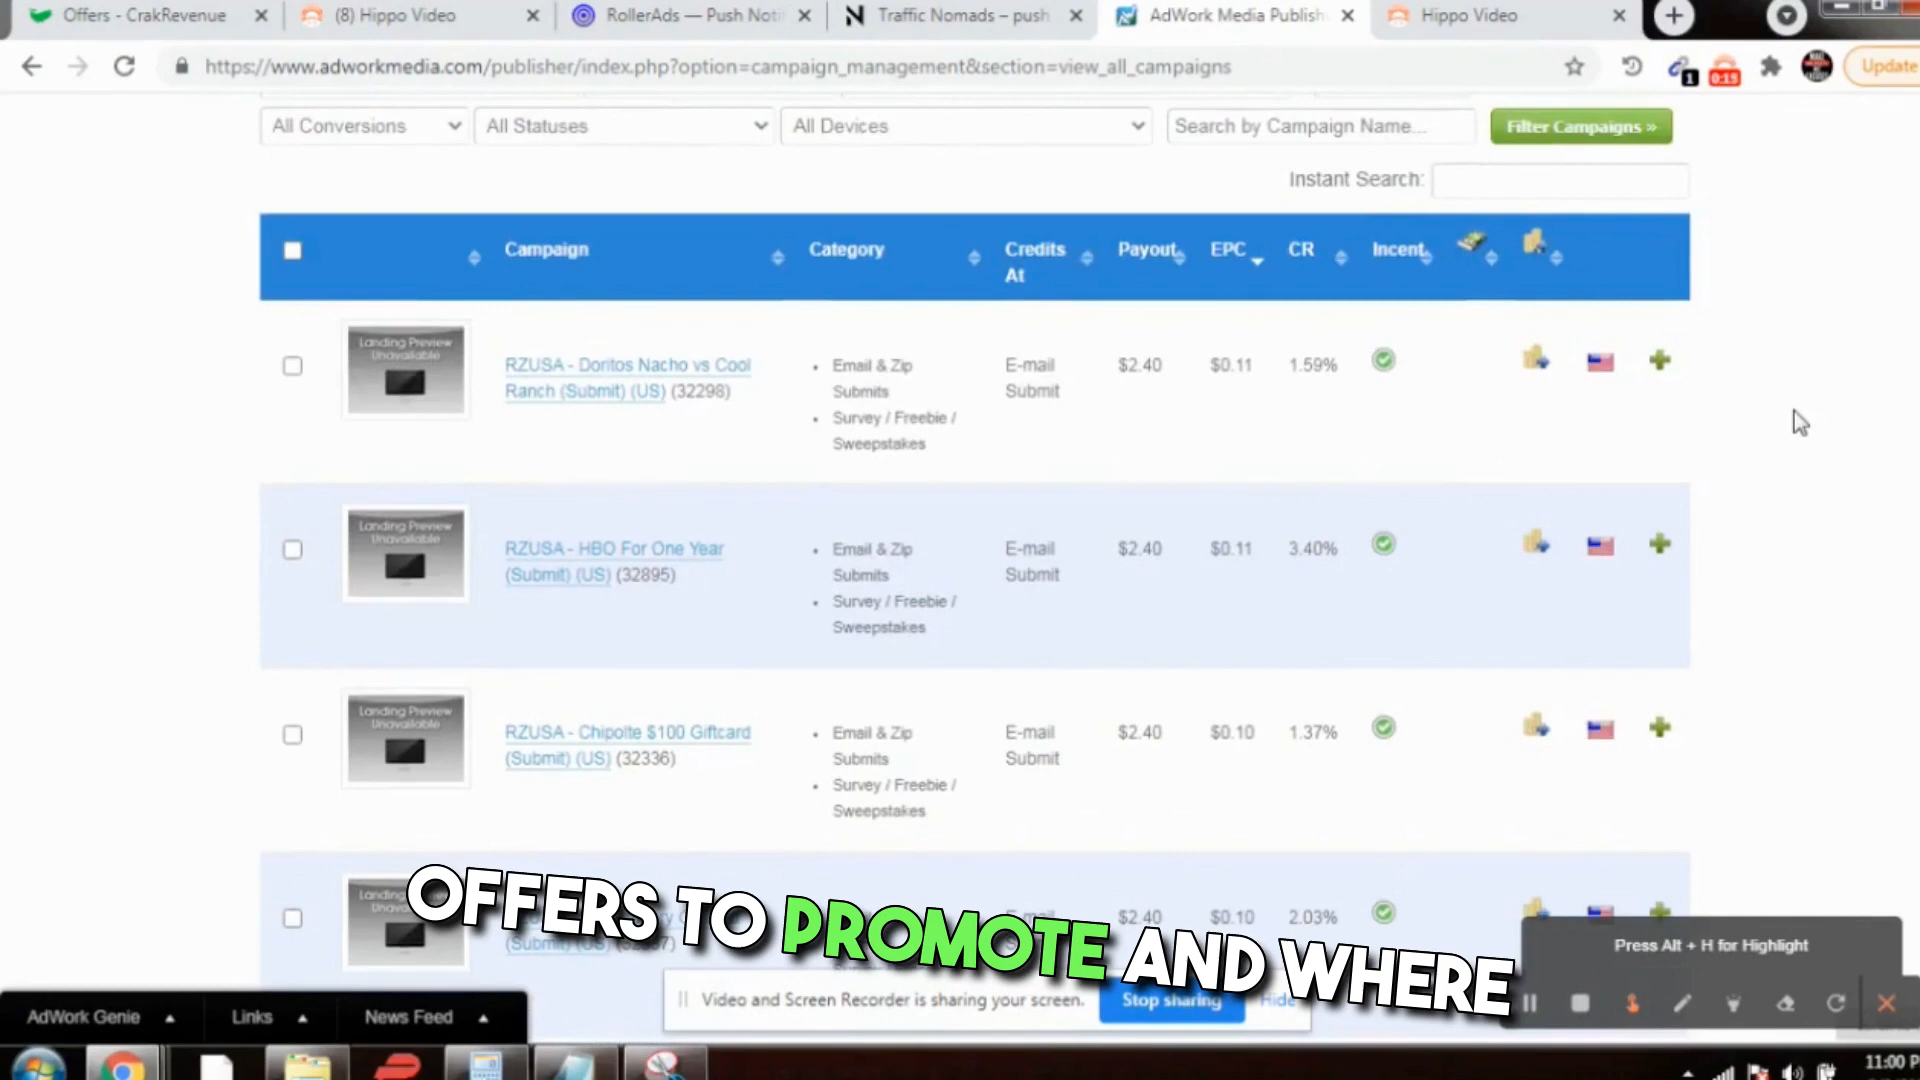 Offers - CrakRevenue
(8) Hippo Video
RollerAds — Push Noti
Traffic Nomads – push
AdWork Media Publish
Hippo Video
https://www.adworkmedia.com/publisher/index.php?option=campaign_management&section=view_all_campaigns
1
0:19
Update
All Conversions
All Statuses
All Devices
Search by Campaign Name...
Filter Campaigns »
Instant Search:
Campaign
Category
Credits
At
Payout
EPC
CR
Incent
Landing Preview
Unavailable
RZUSA - Doritos Nacho vs Cool
Ranch (Submit) (US) (32298)
Email & Zip
Submits
Survey / Freebie /
Sweepstakes
E-mail
Submit
$2.40
$0.11
1.59%
Landing Preview
Unavailable
RZUSA - HBO For One Year
(Submit) (US) (32895)
Email & Zip
Submits
Survey / Freebie /
Sweepstakes
E-mail
Submit
$2.40
$0.11
3.40%
Landing Preview
Unavailable
RZUSA - Chipolte $100 Giftcard
(Submit) (US) (32336)
Email & Zip
Submits
Survey / Freebie /
Sweepstakes
E-mail
Submit
$2.40
$0.10
1.37%
(Submit) (US)
$2.40
$0.10
2.03%
OFFERS TO PROMOTE AND WHERE
Press Alt + H for Highlight
Video and Screen Recorder is sharing your screen.
Stop sharing
Hide
AdWork Genie
Links
News Feed
11:00 P